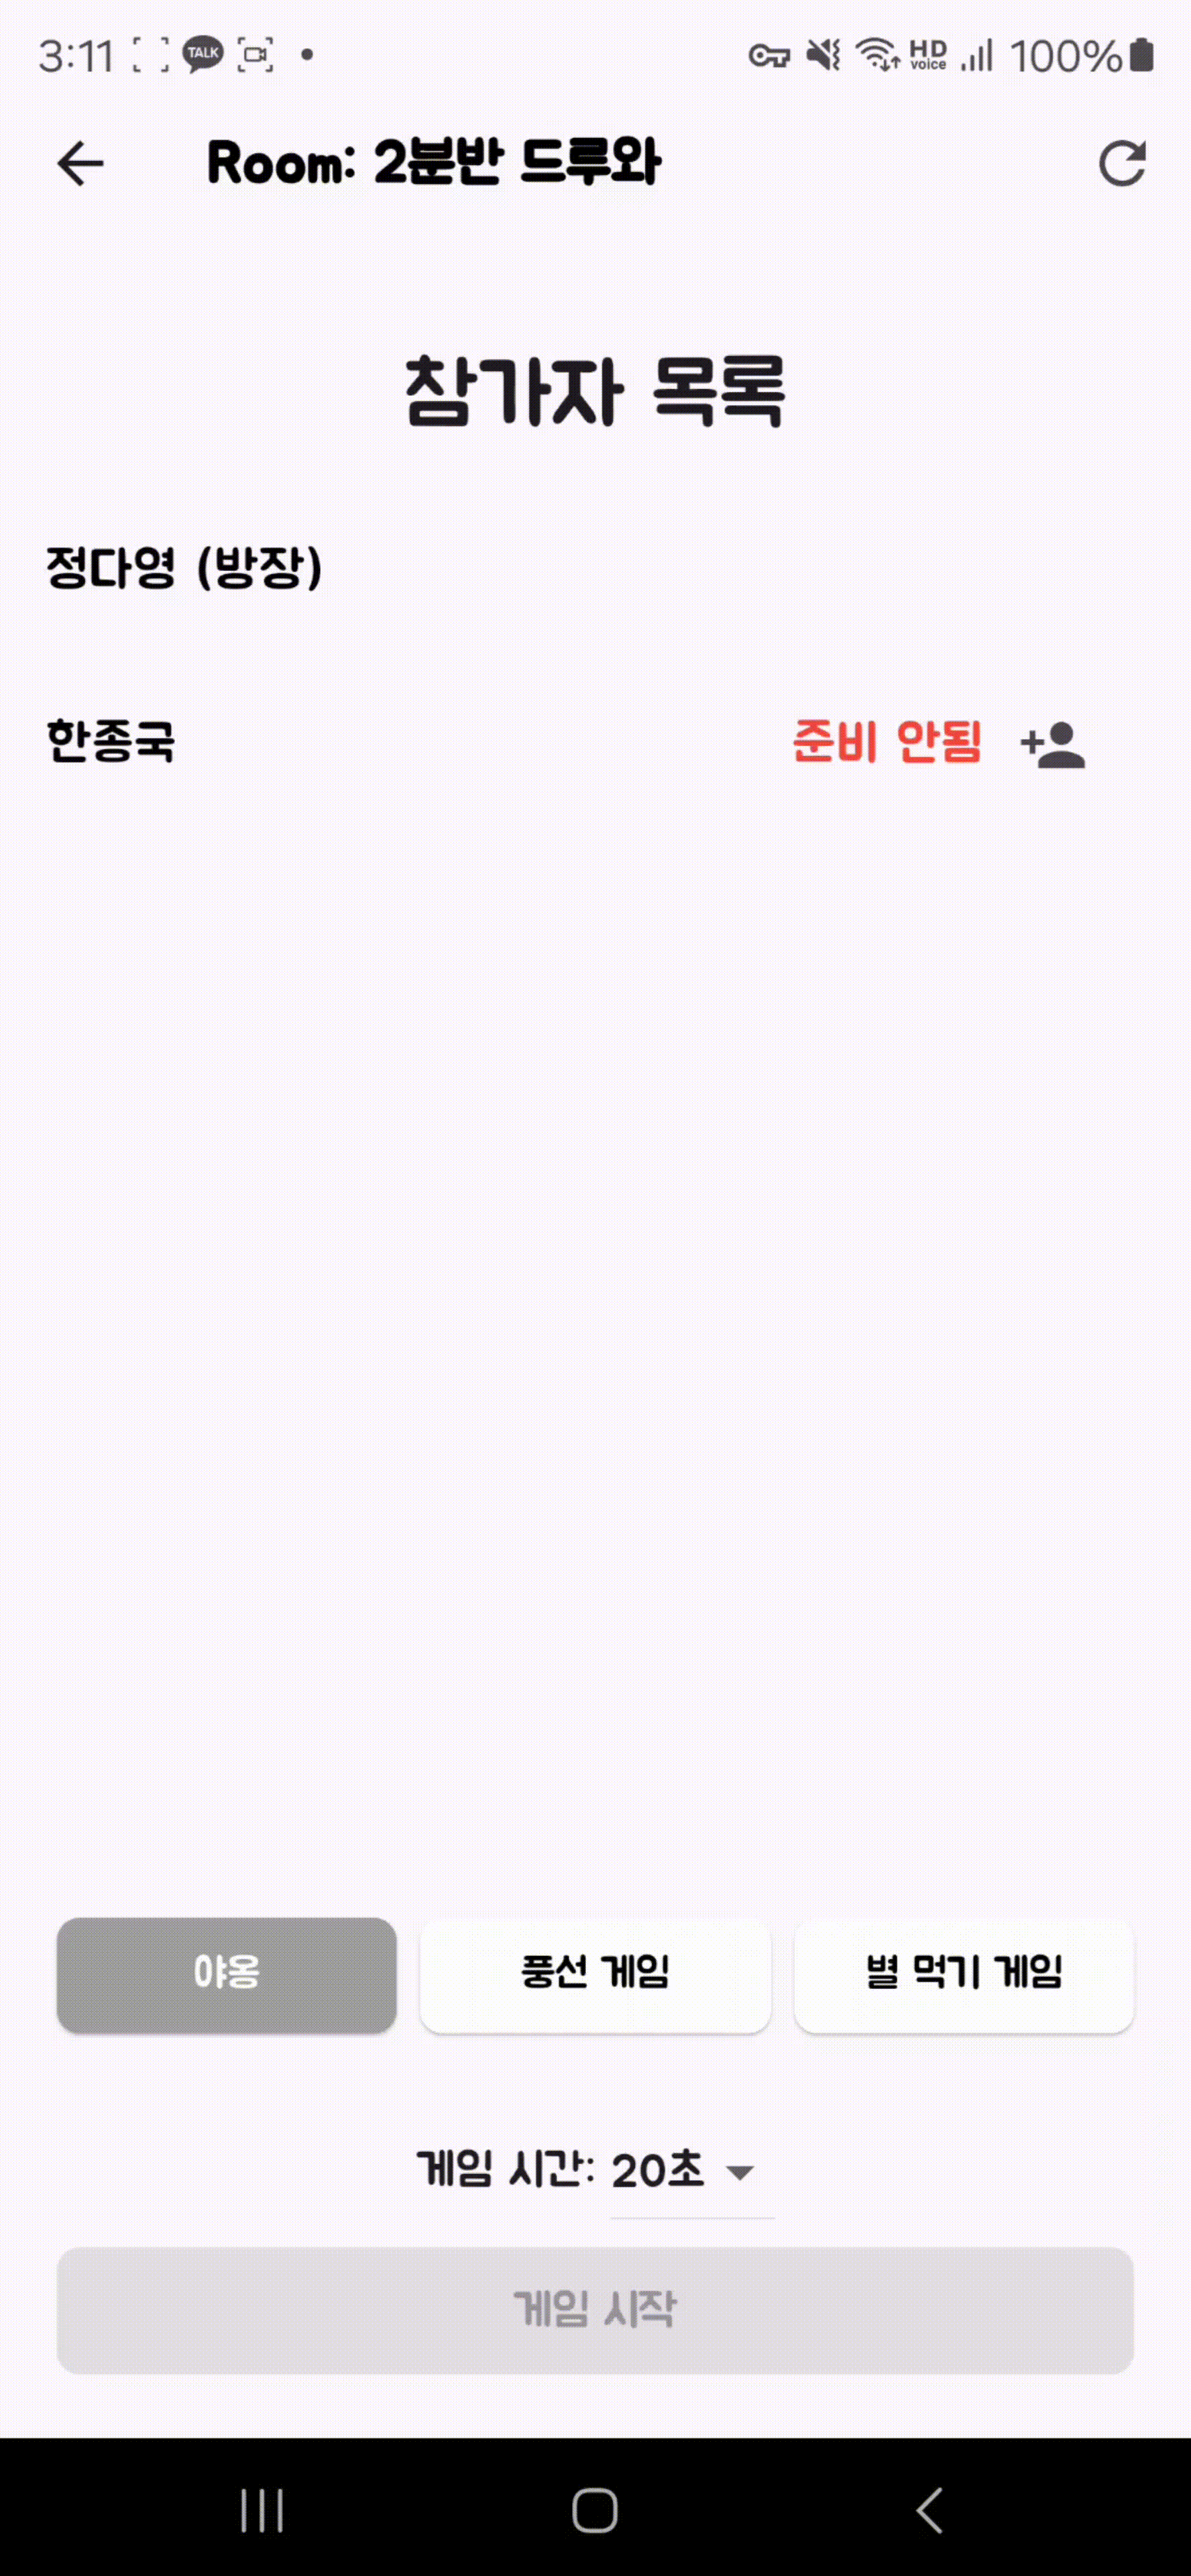 3:11 TALK HD voice 100%
Room: 2분반 드루와
참가자 목록
정다영 (방장)
한종국 준비 안됨
야옹 풍선 게임 별 먹기 게임
게임 시간: 20초
게임 시작